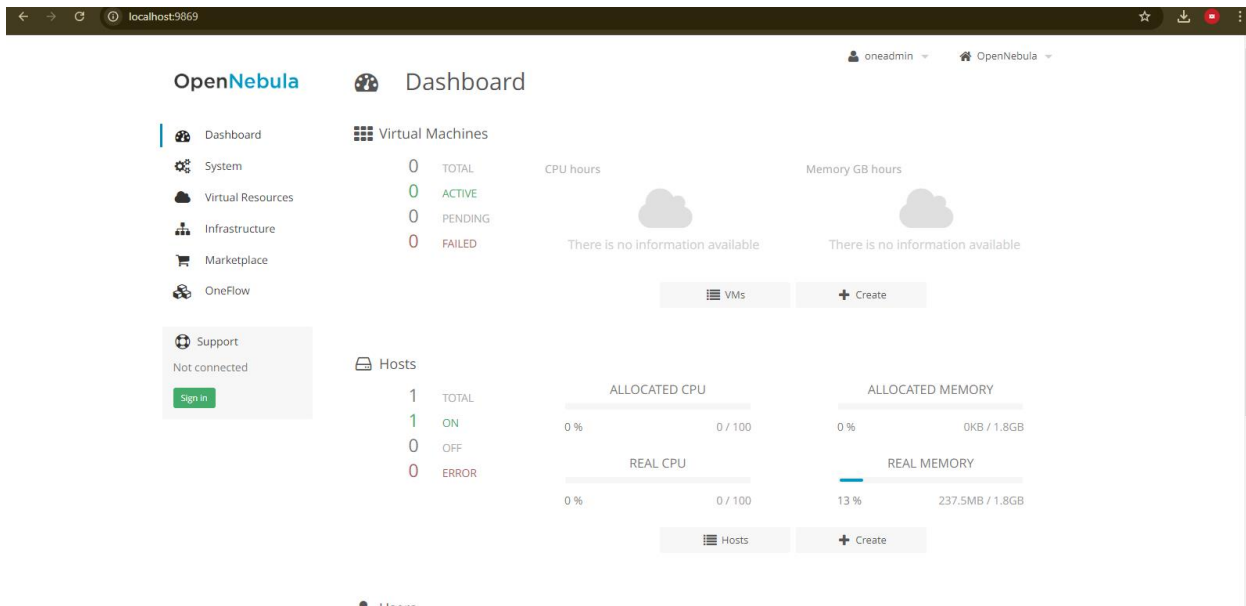 localhost:9869
oneadmin
OpenNebula
OpenNebula
Dashboard
Dashboard
System
Virtual Resources
Infrastructure
Marketplace
OneFlow
Support
Not connected
Sign in
Virtual Machines
0 TOTAL
0 ACTIVE
0 PENDING
0 FAILED
CPU hours
There is no information available
Memory GB hours
There is no information available
VMs
Create
Hosts
1 TOTAL
1 ON
0 OFF
0 ERROR
ALLOCATED CPU
0 % 0 / 100
ALLOCATED MEMORY
0 % 0KB / 1.8GB
REAL CPU
0 % 0 / 100
REAL MEMORY
13 % 237.5MB / 1.8GB
Hosts
Create